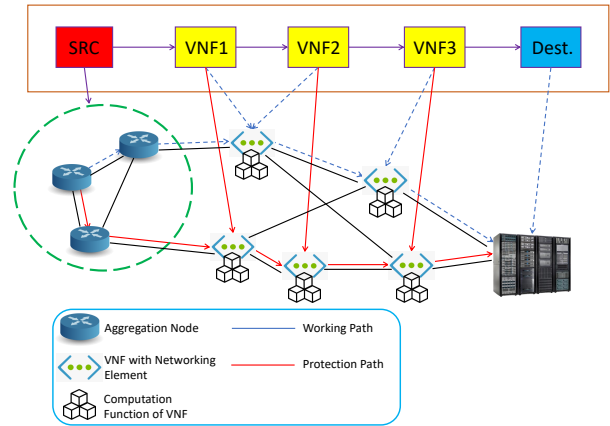 SRC
VNF1
VNF2
VNF3
Dest.
Aggregation Node
Working Path
VNF with Networking
Element
Protection Path
Computation
Function of VNF